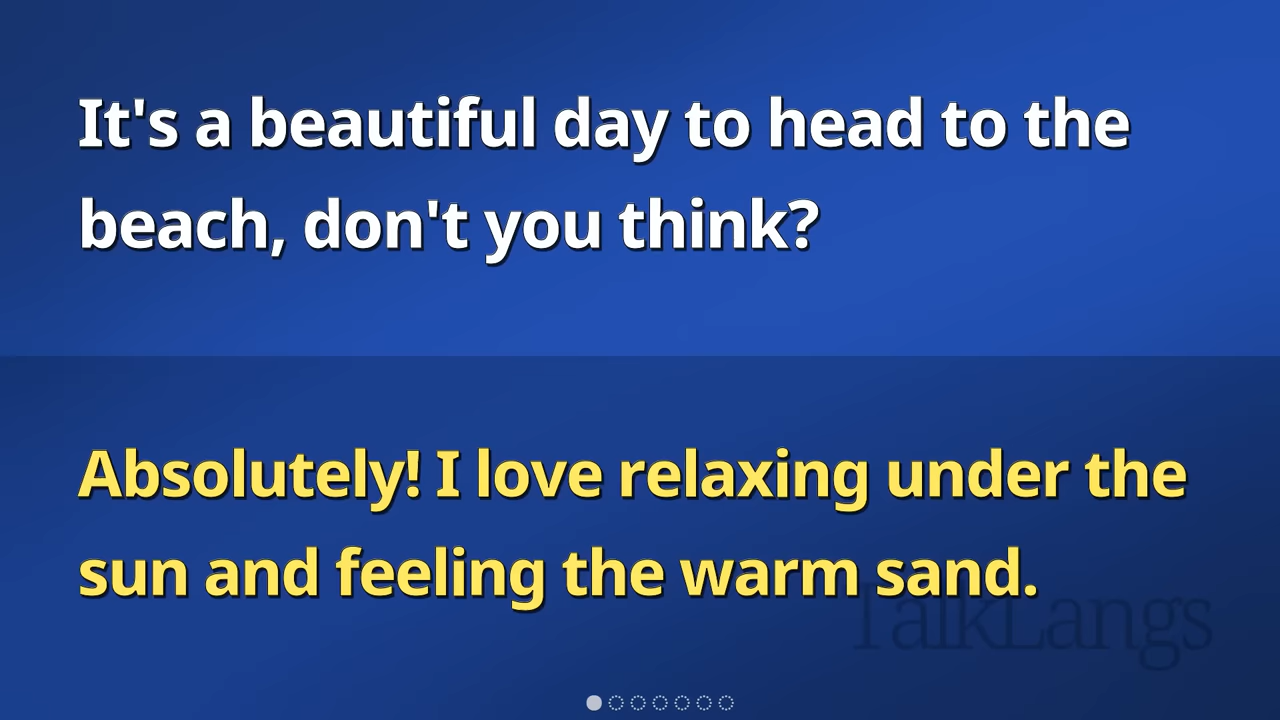 It's a beautiful day to head to the
beach, don't you think?
Absolutely! I love relaxing under the
sun and feeling the warm sand.
TalkLangs